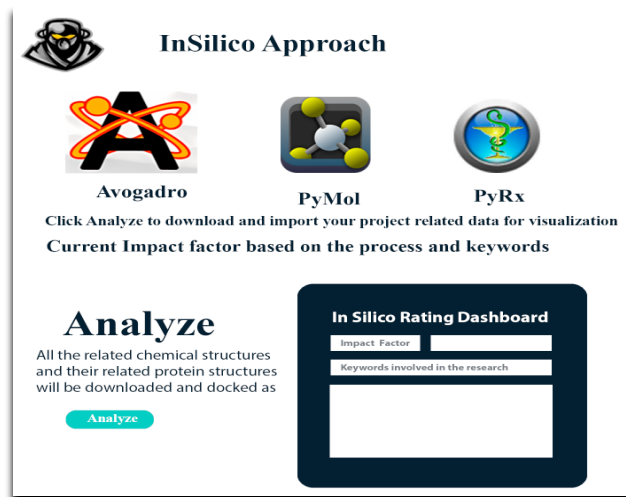 InSilico Approach
Avogadro
PyMol
PyRx
Click Analyze to download and import your project related data for visualization
Current Impact factor based on the process and keywords
Analyze
All the related chemical structures
and their related protein structures
will be downloaded and docked as
Analyze
In Silico Rating Dashboard
Impact Factor
Keywords involved in the research